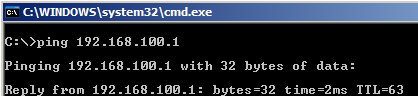 C:\WINDOWS\system32\cmd.exe
C:\>ping 192.168.100.1
Pinging 192.168.100.1 with 32 bytes of data:
Reply from 192.168.100.1: bytes=32 time=2ms TTL=63